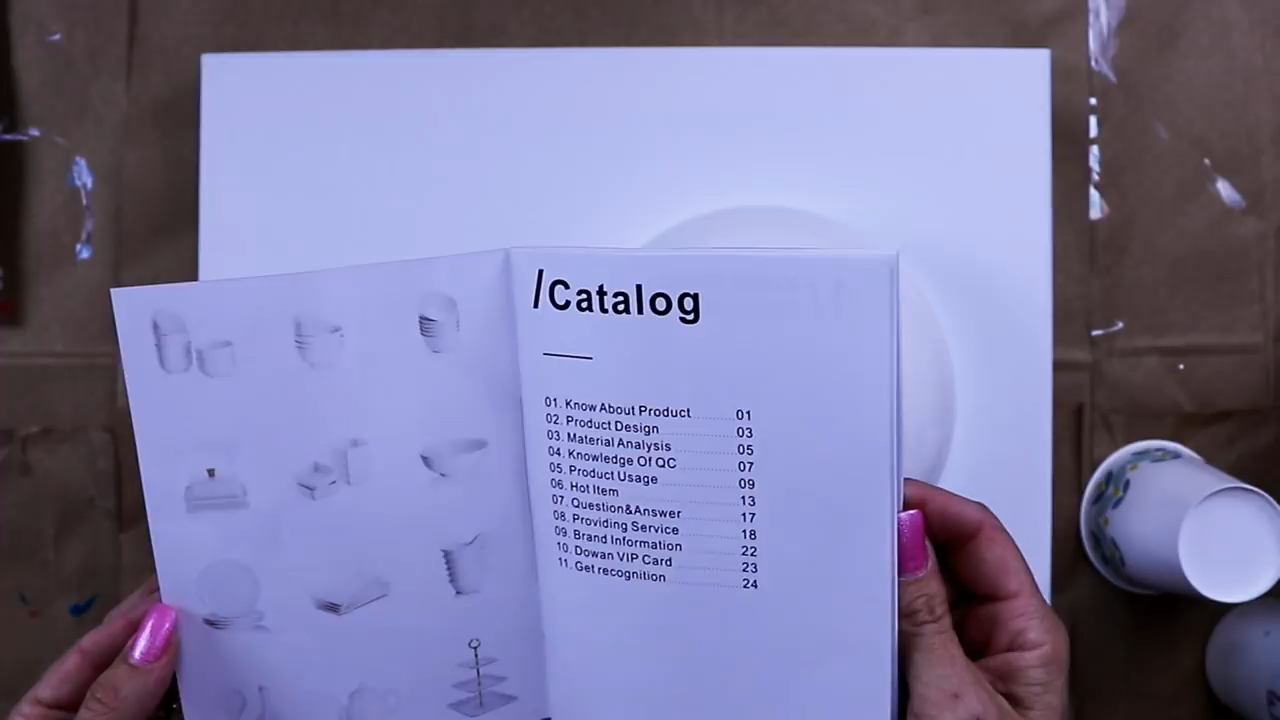 /Catalog
01. Know About Product 01
02. Product Design 03
03. Material Analysis 05
04. Knowledge Of QC 07
05. Product Usage 09
06. Hot Item 13
07. Question&Answer 17
08. Providing Service 18
09. Brand Information 22
10. Dowan VIP Card 23
11. Get recognition 24